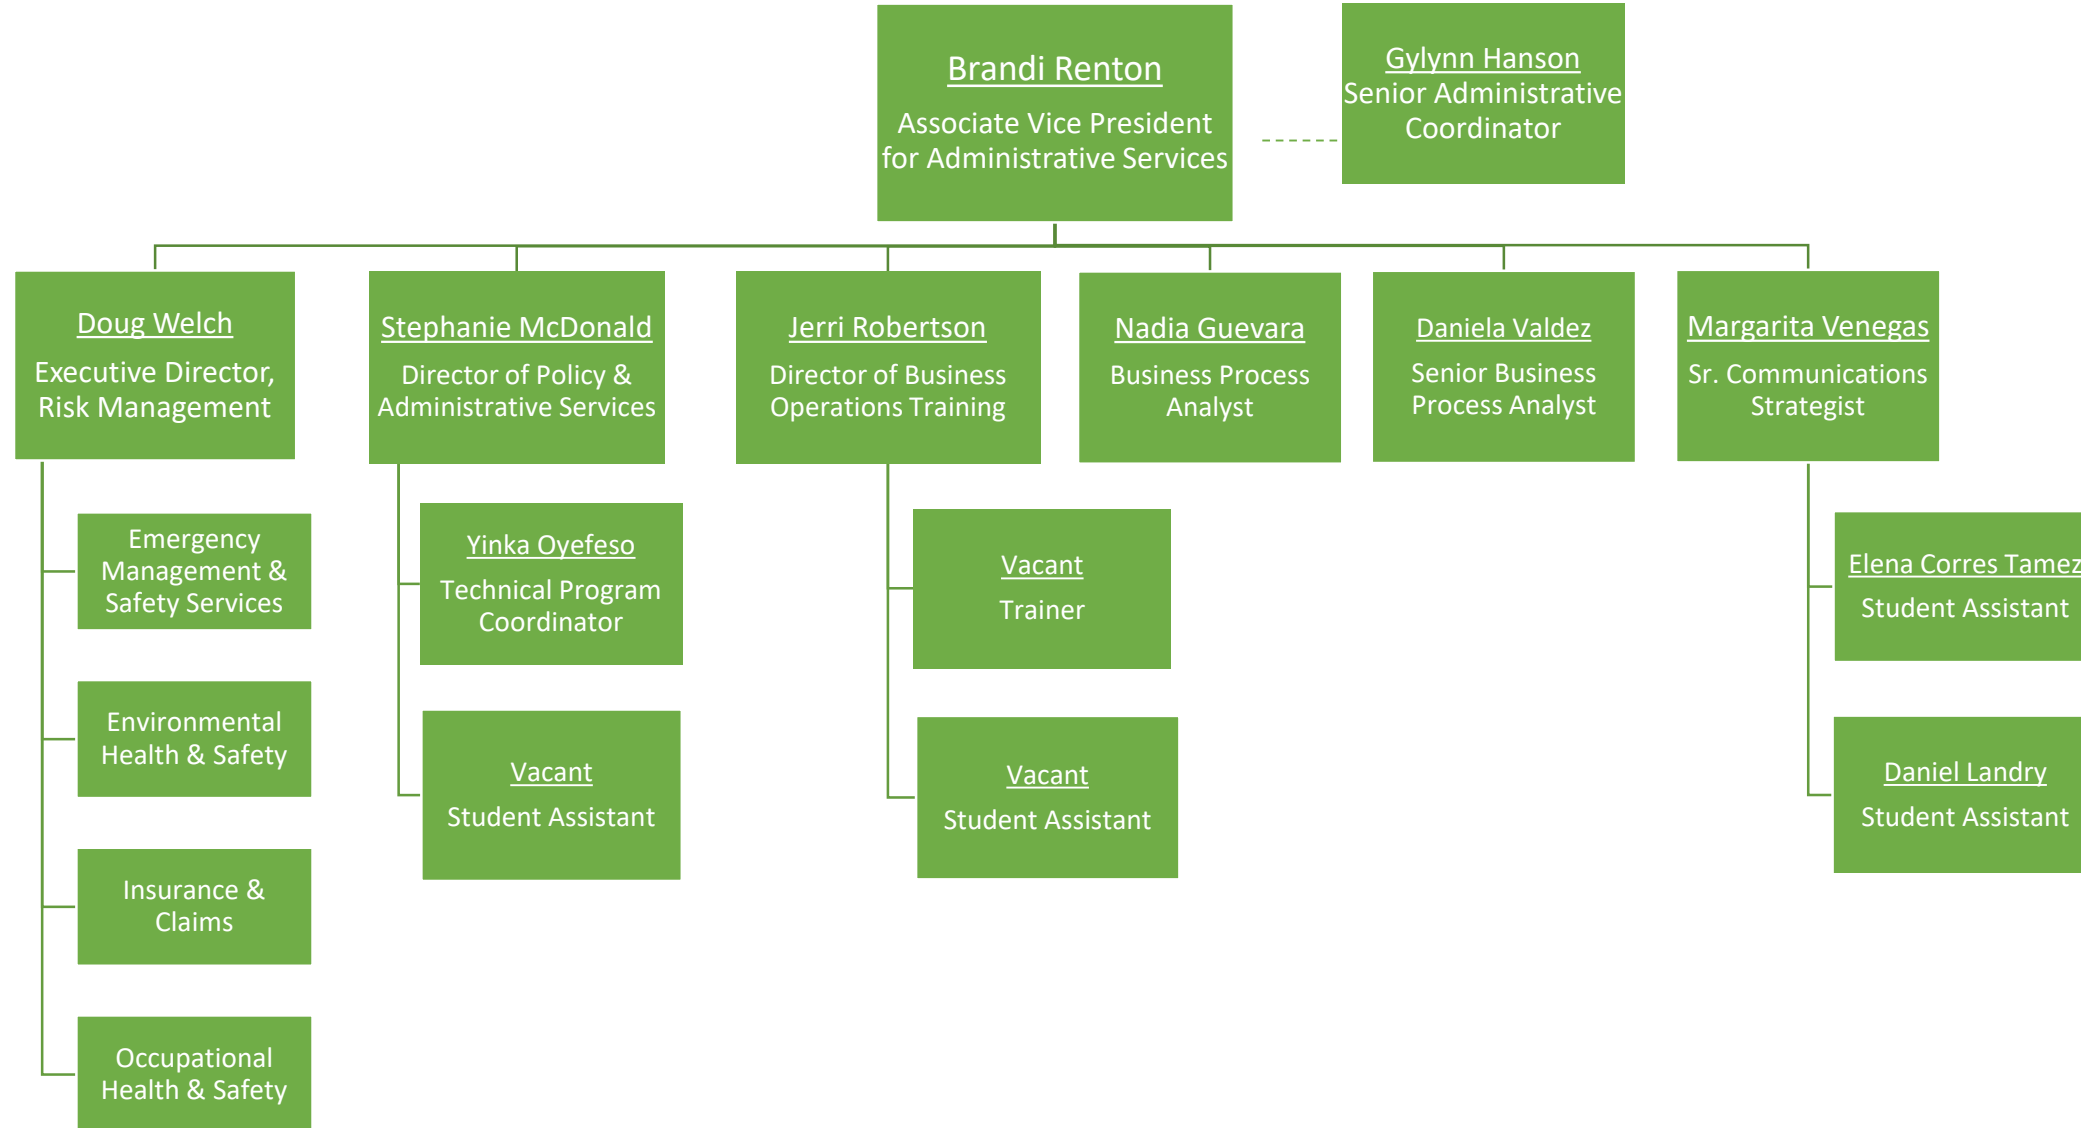 Brandi Renton
Associate Vice President
for Administrative Services
Gylynn Hanson
Senior Administrative
Coordinator
Doug Welch
Executive Director,
Risk Management
Stephanie McDonald
Director of Policy &
Administrative Services
Jerri Robertson
Director of Business
Operations Training
Nadia Guevara
Business Process
Analyst
Daniela Valdez
Senior Business
Process Analyst
Margarita Venegas
Sr. Communications
Strategist
Emergency
Management &
Safety Services
Environmental
Health & Safety
Insurance &
Claims
Occupational
Health & Safety
Yinka Oyefeso
Technical Program
Coordinator
Vacant
Student Assistant
Vacant
Trainer
Vacant
Student Assistant
Elena Corres Tamez
Student Assistant
Daniel Landry
Student Assistant